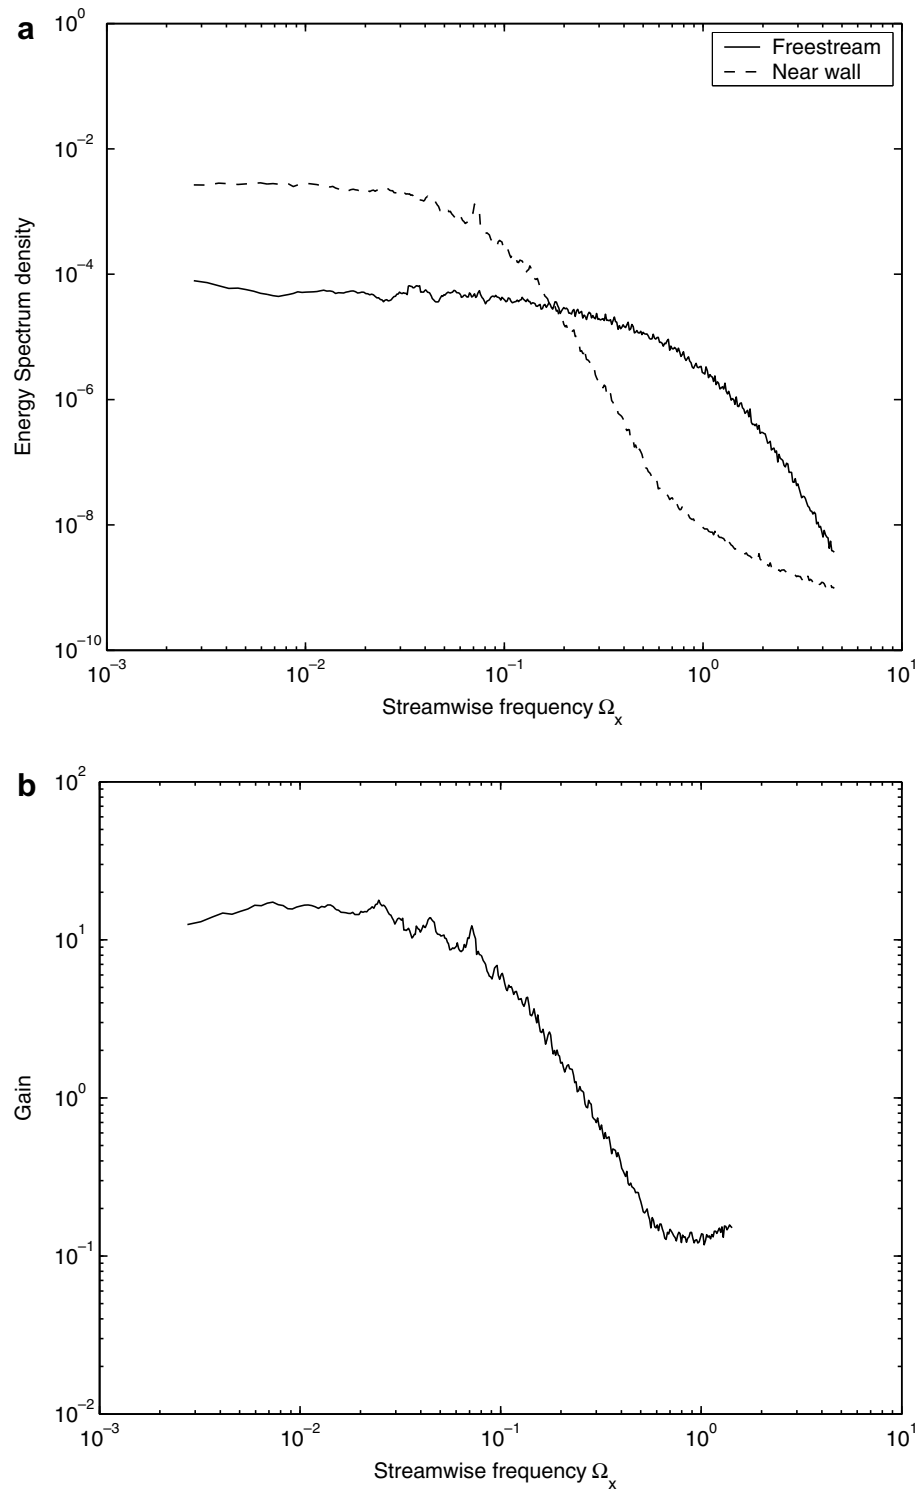 a
10^0
Freestream
Near wall
10^-2
10^-4
10^-6
10^-8
10^-10
Energy Spectrum density
10^-3
10^-2
10^-1
10^0
10^1
Streamwise frequency Ω_x
b
10^2
10^1
10^0
10^-1
10^-2
Gain
10^-3
10^-2
10^-1
10^0
10^1
Streamwise frequency Ω_x